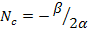 N_c = − β/2α